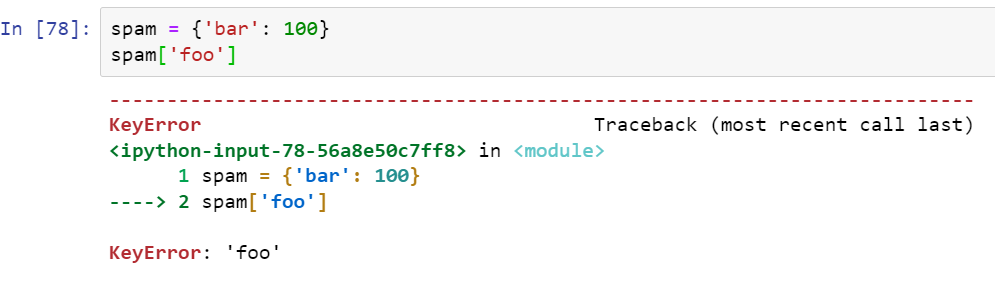 In [78]: spam = {'bar': 100}
spam['foo']
---------------------------------------------------------------------------
KeyError Traceback (most recent call last)
<ipython-input-78-56a8e50c7ff8> in <module>
1 spam = {'bar': 100}
----> 2 spam['foo']
KeyError: 'foo'